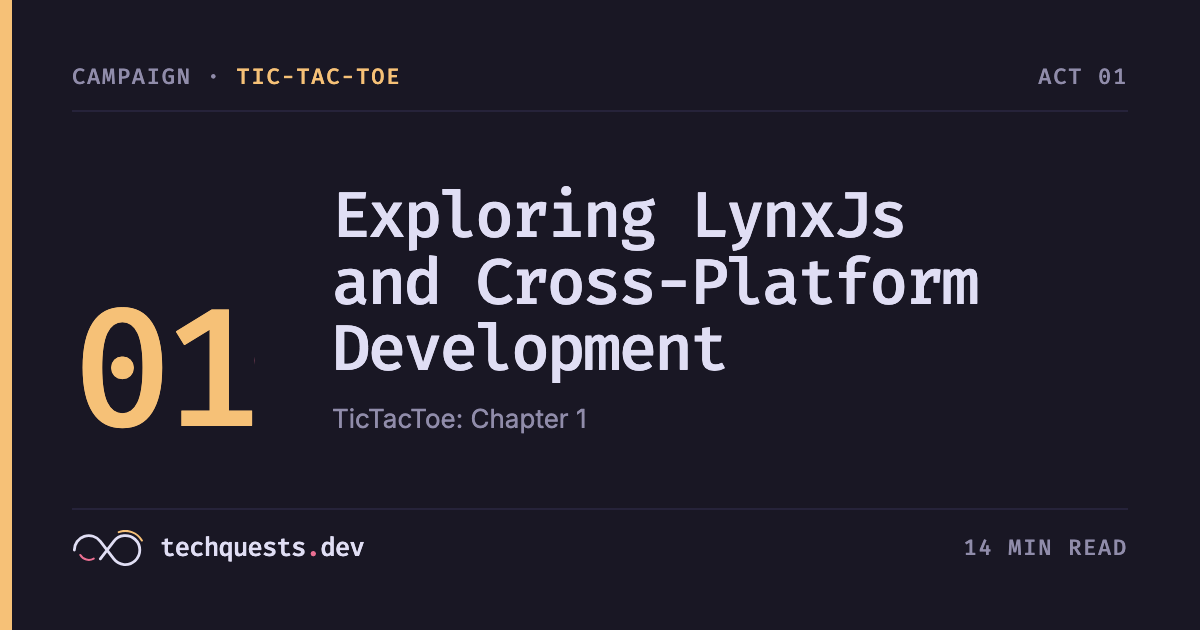 CAMPAIGN · TIC-TAC-TOE
ACT 01
01
Exploring LynxJs
and Cross-Platform
Development
TicTacToe: Chapter 1
techquests.dev
14 MIN READ